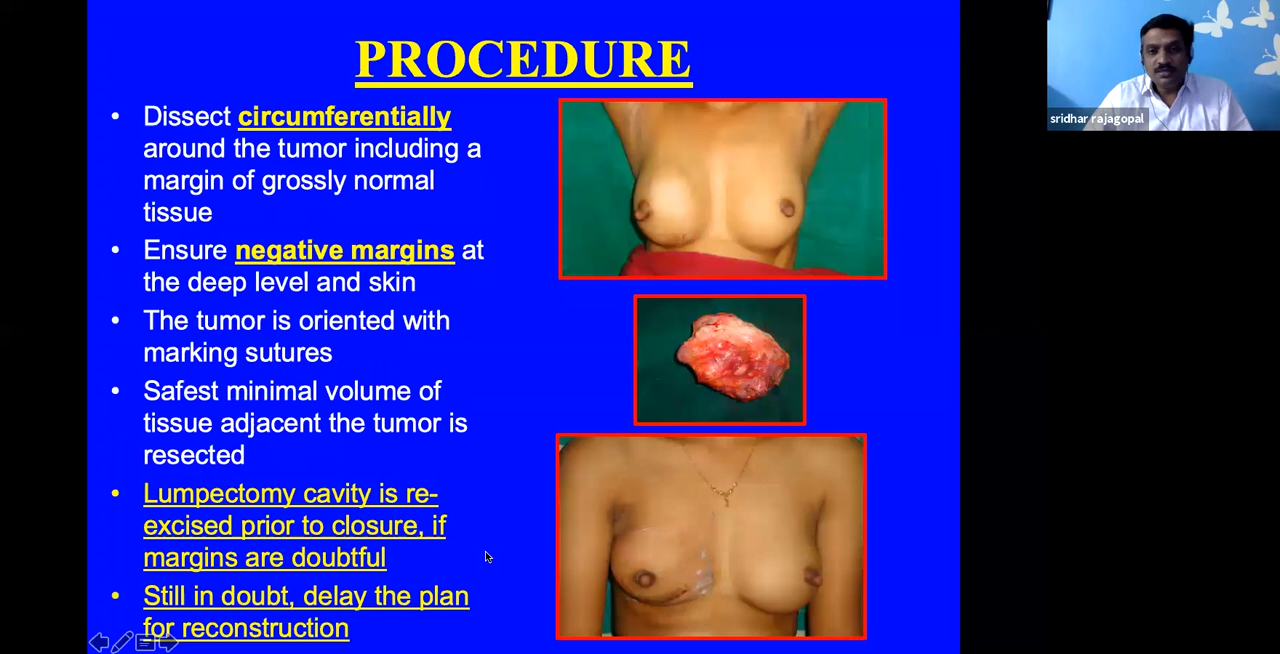 PROCEDURE
• Dissect circumferentially
around the tumor including a
margin of grossly normal
tissue
• Ensure negative margins at
the deep level and skin
• The tumor is oriented with
marking sutures
• Safest minimal volume of
tissue adjacent the tumor is
resected
• Lumpectomy cavity is re-
excised prior to closure, if
margins are doubtful
• Still in doubt, delay the plan
for reconstruction
sridhar rajagopal